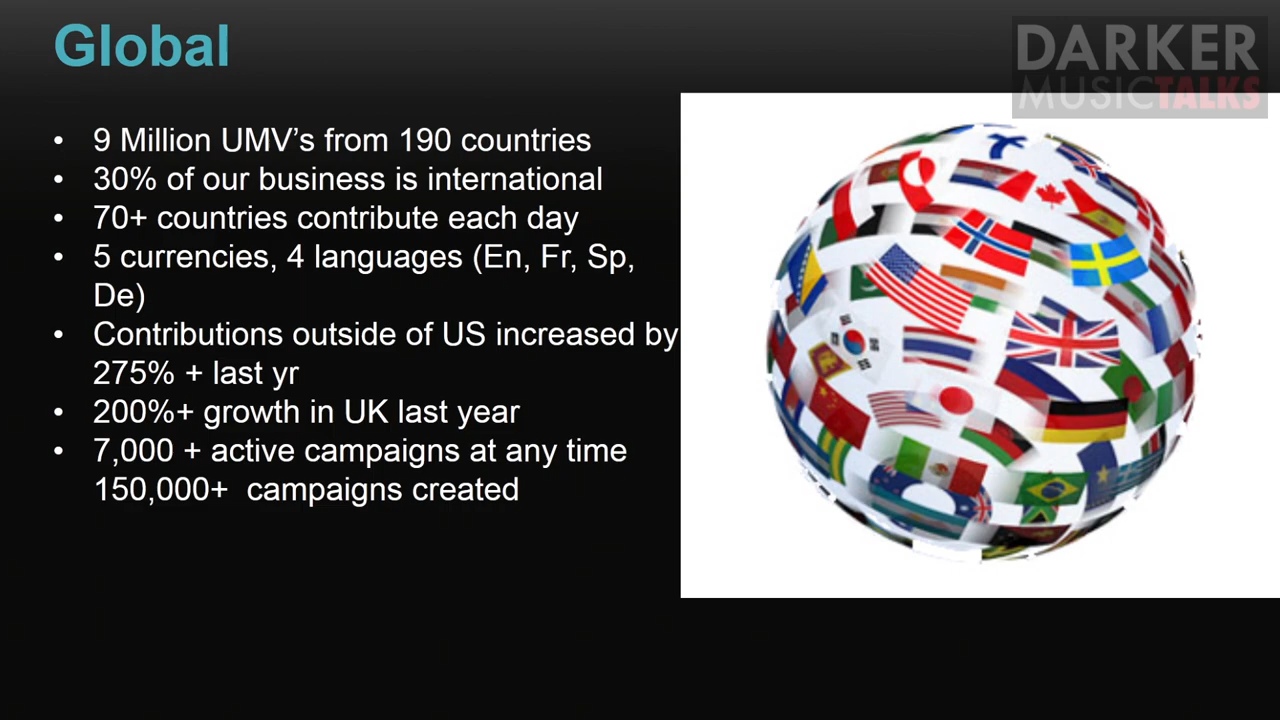 Global
DARKER
MUSICTALKS
• 9 Million UMV’s from 190 countries
• 30% of our business is international
• 70+ countries contribute each day
• 5 currencies, 4 languages (En, Fr, Sp,
De)
• Contributions outside of US increased by
275% + last yr
• 200%+ growth in UK last year
• 7,000 + active campaigns at any time
150,000+  campaigns created